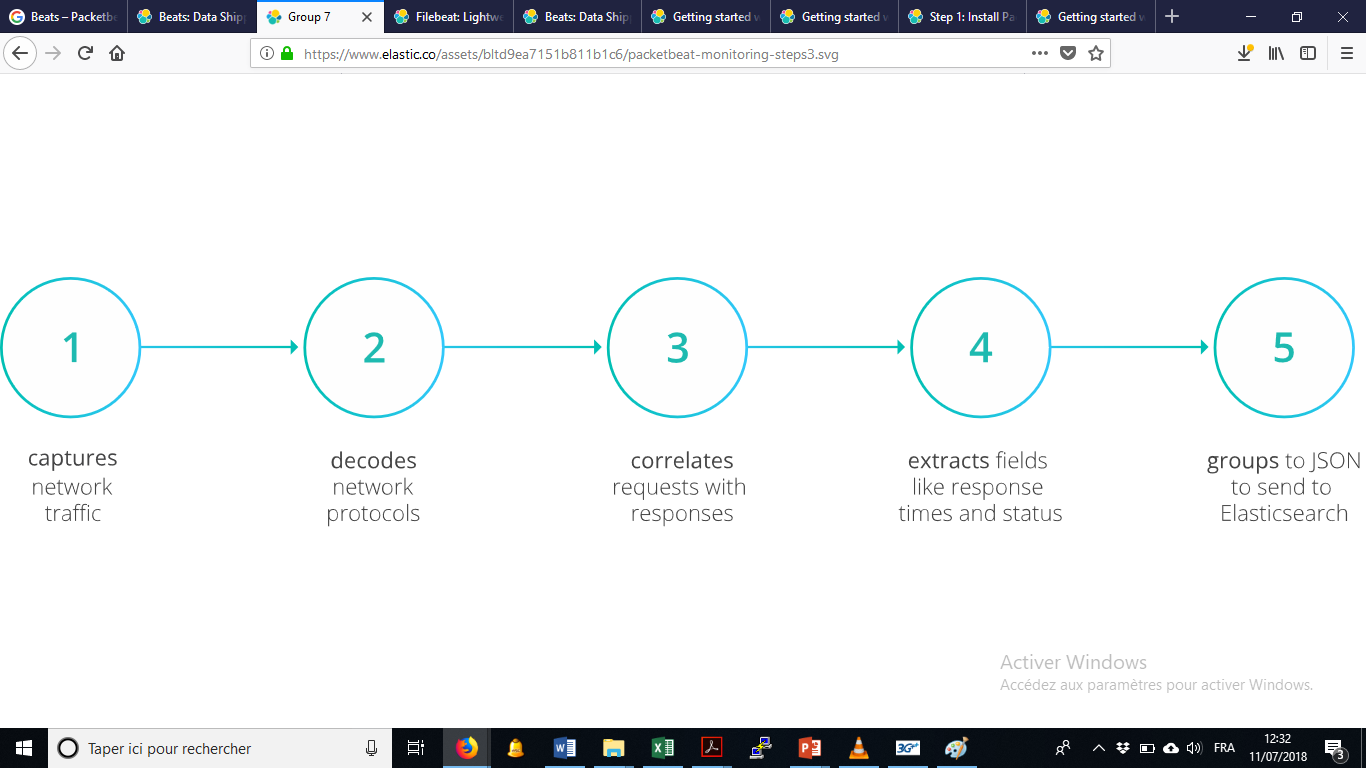 Beats – Packetbe
Beats: Data Shipp
Group 7
Filebeat: Lightwe
Beats: Data Shipp
Getting started w
Getting started w
Step 1: Install Pa
Getting started w
https://www.elastic.co/assets/bltd9ea7151b811b1c6/packetbeat-monitoring-steps3.svg
1
2
3
4
5
captures
network
traffic
decodes
network
protocols
correlates
requests with
responses
extracts fields
like response
times and status
groups to JSON
to send to
Elasticsearch
Activer Windows
Accédez aux paramètres pour activer Windows.
Taper ici pour rechercher
3G++
FRA
12:32
11/07/2018
3